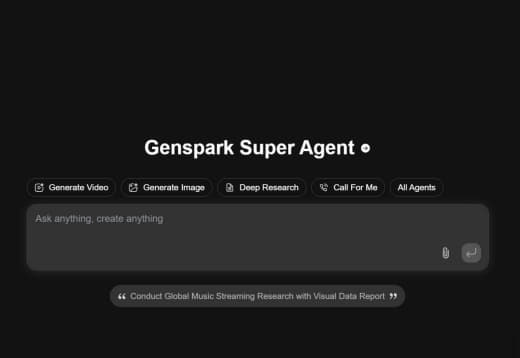 Genspark Super Agent
Generate Video Generate Image Deep Research Call For Me All Agents
Ask anything, create anything
“ Conduct Global Music Streaming Research with Visual Data Report ”